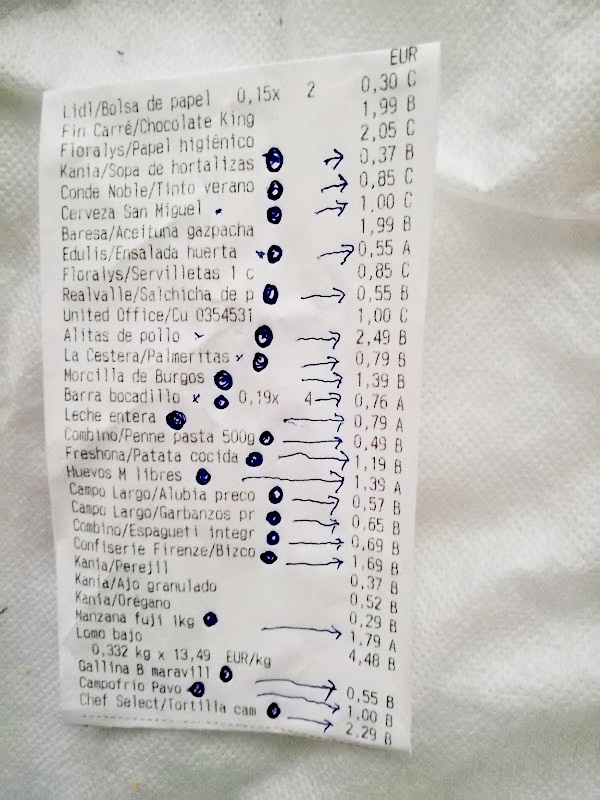 EUR
Lidl/Bolsa de papel 0,15x 2 0,30 C
Fin Carré/Chocolate King 1,99 B
Floralys/Papel higiénico 2,05 C
Kania/Sopa de hortalizas 0,37 B
Conde Noble/Tinto verano 0,85 C
Cerveza San Miguel 1,00 C
Baresa/Aceituna gazpacha 1,99 B
Edulis/Ensalada huerta 0,55 A
Floralys/Servilletas 1 c 0,85 C
Realvalle/Salchicha de p 0,55 B
United Office/Cu 0354531 1,00 C
Alitas de pollo 2,49 B
La Cestera/Palmeritas 0,79 B
Morcilla de Burgos 1,39 B
Barra bocadillo 0,19x 4 0,76 A
Leche entera 0,79 A
Combino/Penne pasta 500g 0,49 B
Freshona/Patata cocida 1,19 B
Huevos M libres 1,39 A
Campo Largo/Alubia preco 0,57 B
Campo Largo/Garbanzos pr 0,65 B
Combino/Espagueti integr 0,69 B
Confiserie Firenze/Bizco 1,69 B
Kania/Perejil 0,37 B
Kania/Ajo granulado 0,52 B
Kania/Orégano 0,29 B
Manzana fuji 1kg 1,79 A
Lomo bajo 4,48 B
0,332 kg x 13,49 EUR/kg
Gallina B maravill 0,55 B
Campofrio Pavo 1,00 B
Chef Select/Tortilla cam 2,29 B